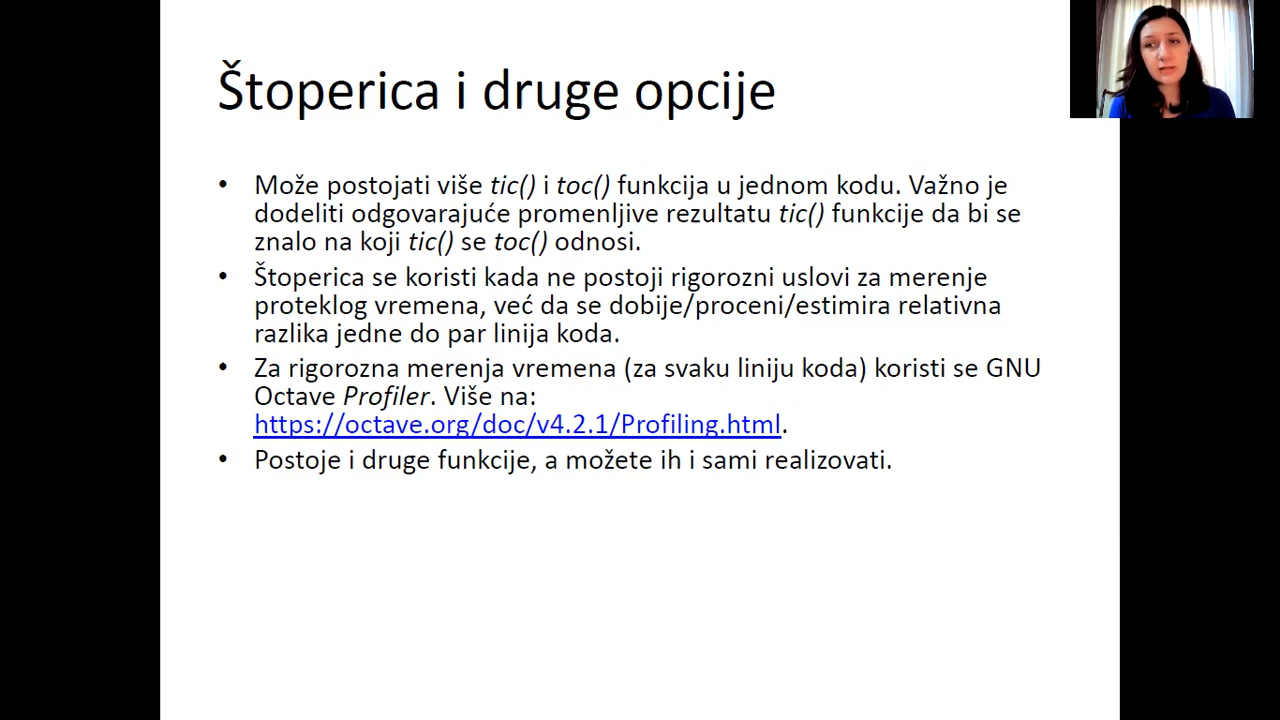 Štoperica i druge opcije
• Može postojati više tic() i toc() funkcija u jednom kodu. Važno je
dodeliti odgovarajuće promenljive rezultatu tic() funkcije da bi se
znalo na koji tic() se toc() odnosi.
• Štoperica se koristi kada ne postoji rigorozni uslovi za merenje
proteklog vremena, već da se dobije/proceni/estimira relativna
razlika jedne do par linija koda.
• Za rigorozna merenja vremena (za svaku liniju koda) koristi se GNU
Octave Profiler. Više na:
https://octave.org/doc/v4.2.1/Profiling.html.
• Postoje i druge funkcije, a možete ih i sami realizovati.